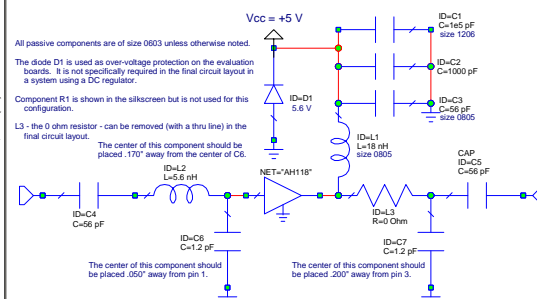 Vcc = +5 V
ID=C1
C=1e5 pF
size 1206
All passive components are of size 0603 unless otherwise noted.
The diode D1 is used as over-voltage protection on the evaluation
boards. It is not specifically required in the final circuit layout in
a system using a DC regulator.
ID=C2
C=1000 pF
Component R1 is shown in the silkscreen but is not used for this
configuration.
ID=D1
5.6 V
ID=C3
C=56 pF
size 0805
L3 - the 0 ohm resistor - can be removed (with a thru line) in the
final circuit layout.
The center of this component should be
placed .170" away from the center of C6.
ID=L1
L=18 nH
size 0805
ID=L2
L=5.6 nH
NET="AH118"
CAP
ID=C5
C=56 pF
ID=C4
C=56 pF
ID=L3
R=0 Ohm
ID=C6
C=1.2 pF
ID=C7
C=1.2 pF
The center of this component should
be placed .050" away from pin 1.
The center of this component should
be placed .200" away from pin 3.